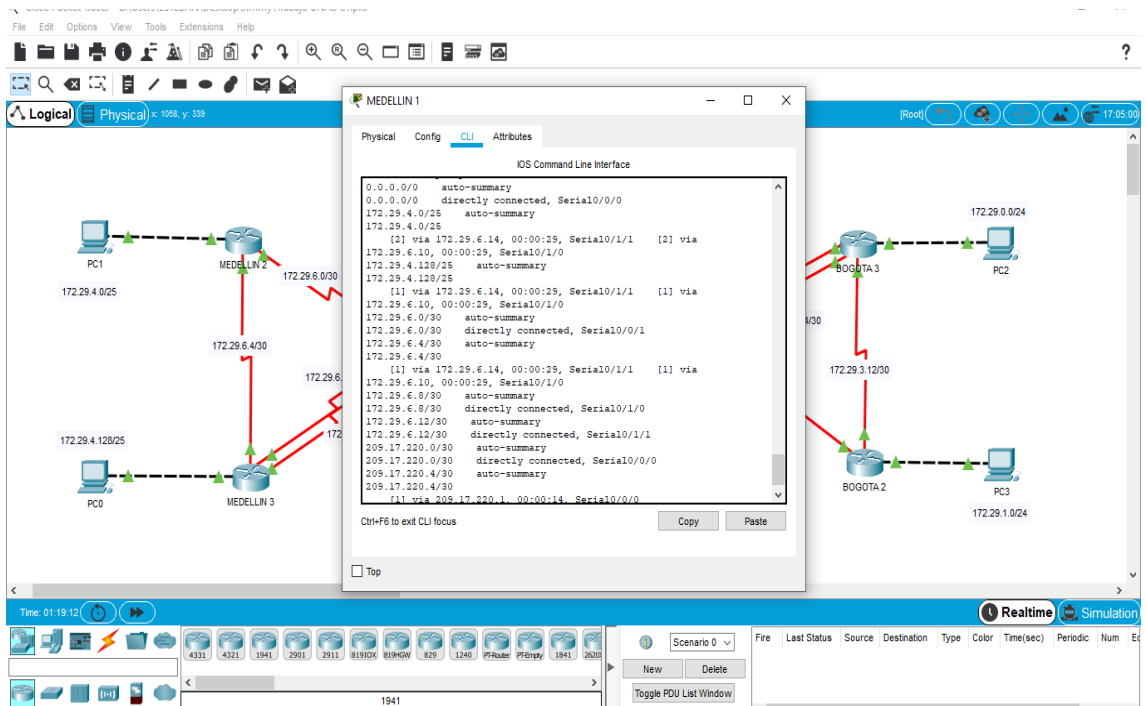 File Edit Options View Tools Extensions Help
?
Logical Physical x: 1058, y: 339
[Root] 17:05:00
MEDELLIN 1
Physical Config CLI Attributes
IOS Command Line Interface
0.0.0.0/0 auto-summary
0.0.0.0/0 directly connected, Serial0/0/0
172.29.4.0/25 auto-summary
172.29.4.0/25
[2] via 172.29.6.14, 00:00:29, Serial0/1/1 [2] via
172.29.6.10, 00:00:29, Serial0/1/0
172.29.4.128/25 auto-summary
172.29.4.128/25
[1] via 172.29.6.14, 00:00:29, Serial0/1/1 [1] via
172.29.6.10, 00:00:29, Serial0/1/0
172.29.6.0/30 auto-summary
172.29.6.0/30 directly connected, Serial0/0/1
172.29.6.4/30 auto-summary
172.29.6.4/30
[1] via 172.29.6.14, 00:00:29, Serial0/1/1 [1] via
172.29.6.10, 00:00:29, Serial0/1/0
172.29.6.8/30 auto-summary
172.29.6.8/30 directly connected, Serial0/1/0
172.29.6.12/30 auto-summary
172.29.6.12/30 directly connected, Serial0/1/1
209.17.220.0/30 auto-summary
209.17.220.0/30 directly connected, Serial0/0/0
209.17.220.4/30 auto-summary
209.17.220.4/30
[1] via 209.17.220.1, 00:00:14, Serial0/0/0
Ctrl+F6 to exit CLI focus
Copy Paste
Top
PC1
MEDELLIN 2
172.29.6.0/30
172.29.4.0/25
172.29.6.4/30
172.29.6.
172.29.4.128/25
172
PC0
MEDELLIN 3
172.29.0.0/24
BOGOTA 3
PC2
4/30
172.29.3.12/30
BOGOTA 2
PC3
172.29.1.0/24
Time: 01:19:12
Realtime Simulation
4331 4321 1941 2901 2911 819IOX 819HGW 829 1240 PT-Router PT-Empty 1841
1941
Scenario 0
New Delete
Toggle PDU List Window
Fire Last Status Source Destination Type Color Time(sec) Periodic Num